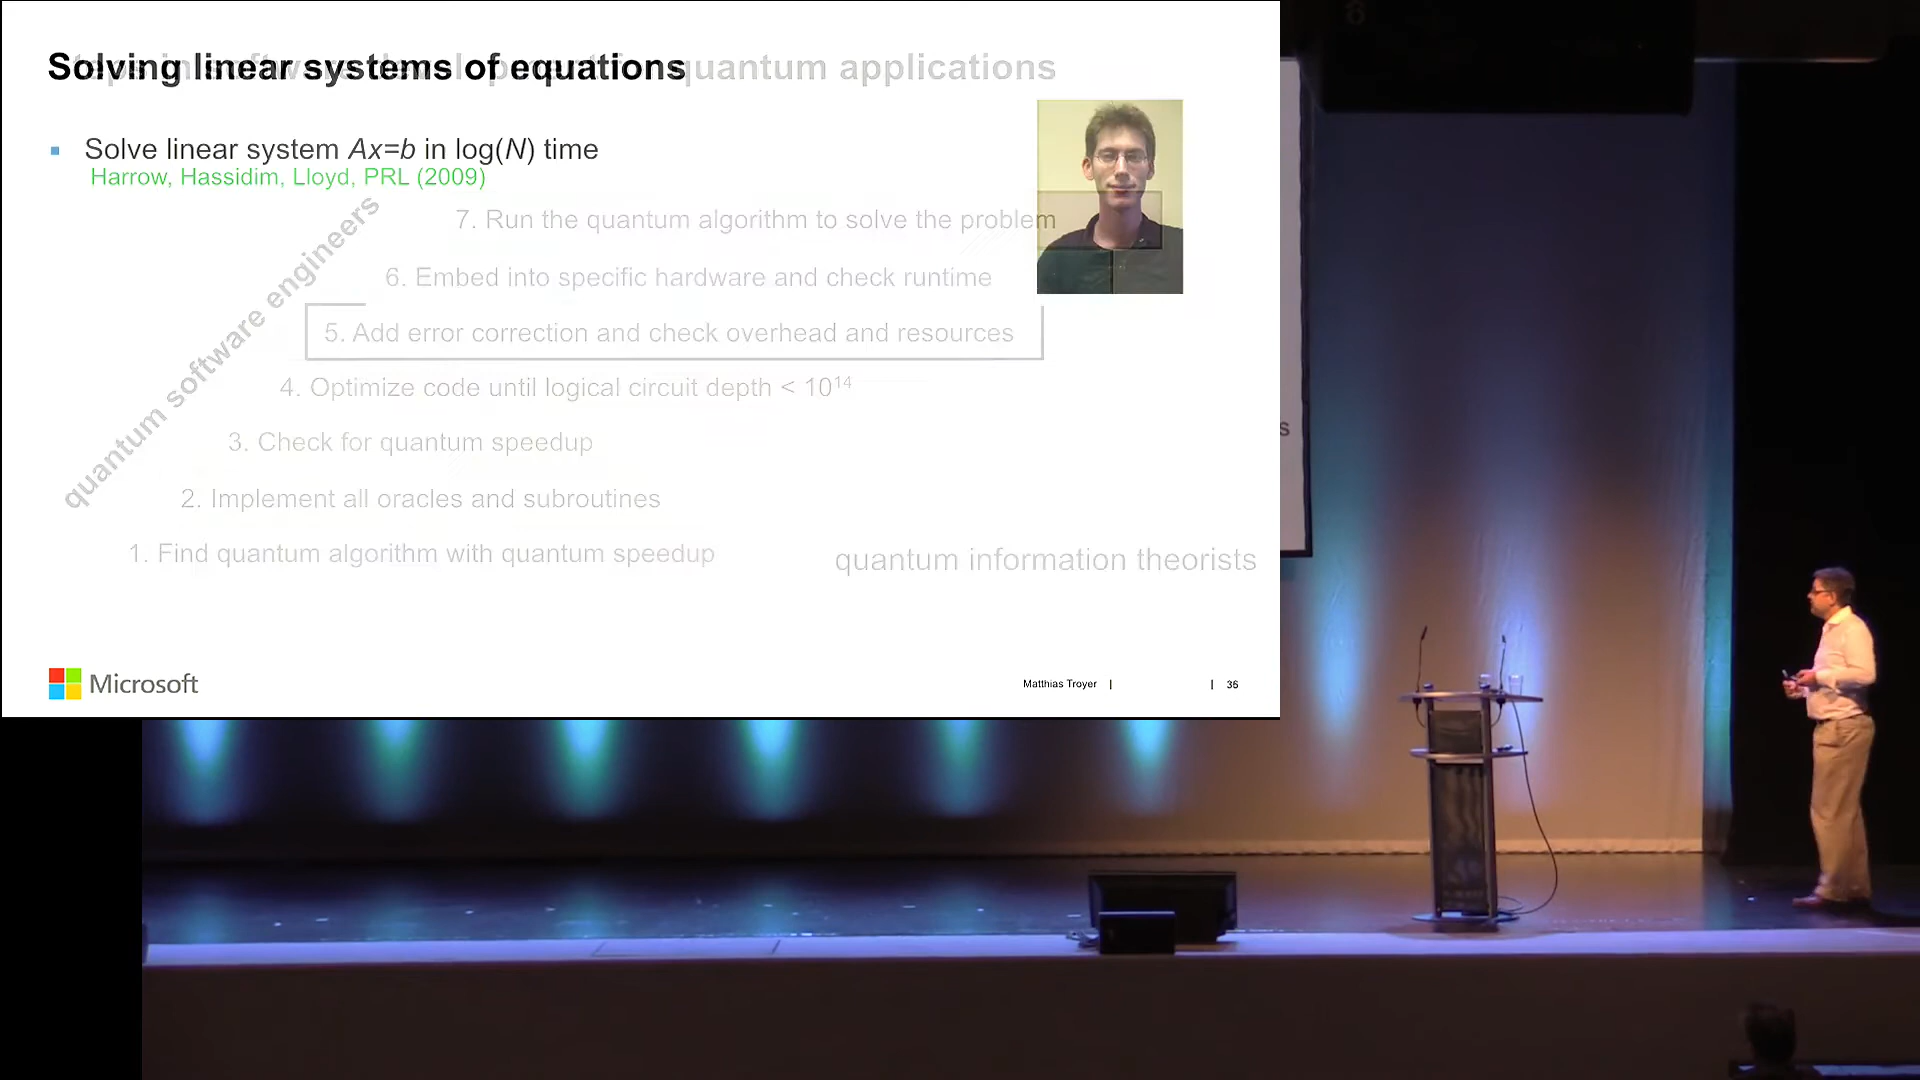 Solving linear systems of equations
quantum applications
Solve linear system Ax=b in log(N) time
Harrow, Hassidim, Lloyd, PRL (2009)
quantum software engineers
7. Run the quantum algorithm to solve the problem
6. Embed into specific hardware and check runtime
5. Add error correction and check overhead and resources
4. Optimize code until logical circuit depth < 10¹⁴
3. Check for quantum speedup
2. Implement all oracles and subroutines
1. Find quantum algorithm with quantum speedup
quantum information theorists
Microsoft
Matthias Troyer | | 36
s